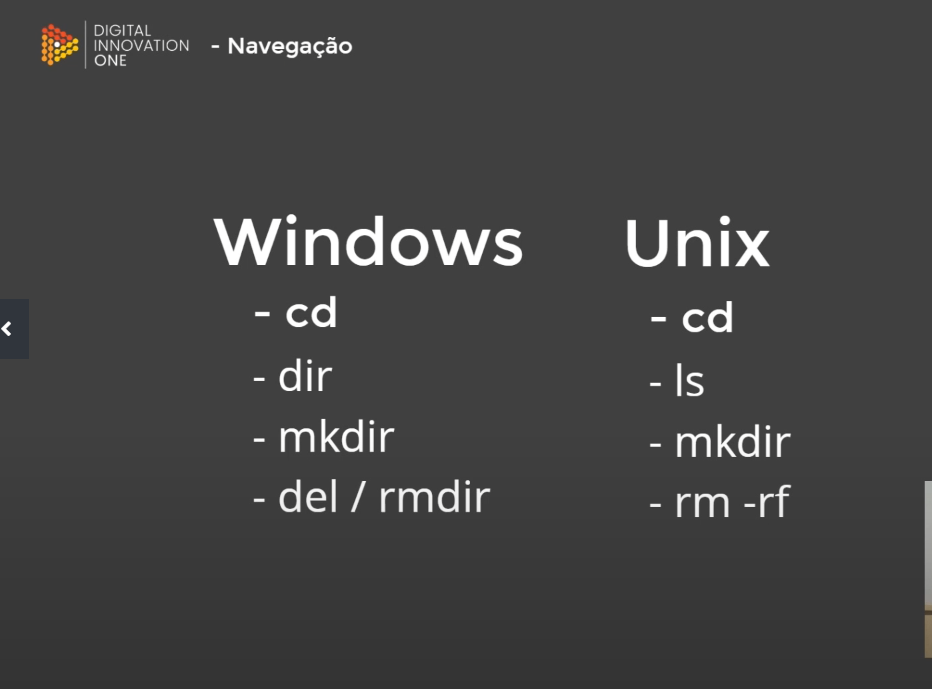 DIGITAL
INNOVATION
ONE
- Navegação
Windows
- cd
- dir
- mkdir
- del / rmdir
Unix
- cd
- ls
- mkdir
- rm -rf